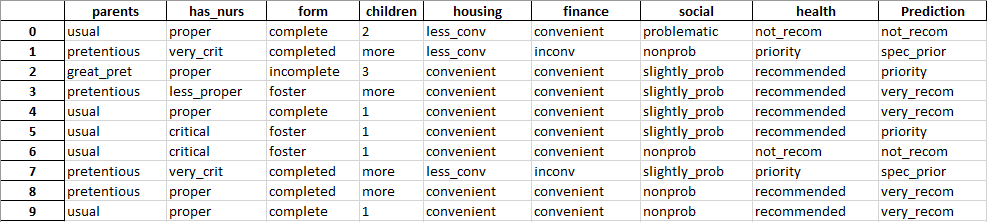 parents has_nurs form children housing finance social health Prediction
0 usual proper complete 2 less_conv convenient problematic not_recom not_recom
1 pretentious very_crit completed more less_conv inconv nonprob priority spec_prior
2 great_pret proper incomplete 3 convenient convenient slightly_prob recommended priority
3 pretentious less_proper foster more convenient convenient slightly_prob recommended very_recom
4 usual proper complete 1 convenient convenient slightly_prob recommended very_recom
5 usual critical foster 1 convenient convenient slightly_prob recommended priority
6 usual critical foster 1 convenient convenient nonprob not_recom not_recom
7 pretentious very_crit completed more less_conv inconv slightly_prob priority spec_prior
8 pretentious proper completed more convenient convenient nonprob recommended very_recom
9 usual proper complete 1 convenient convenient nonprob recommended very_recom